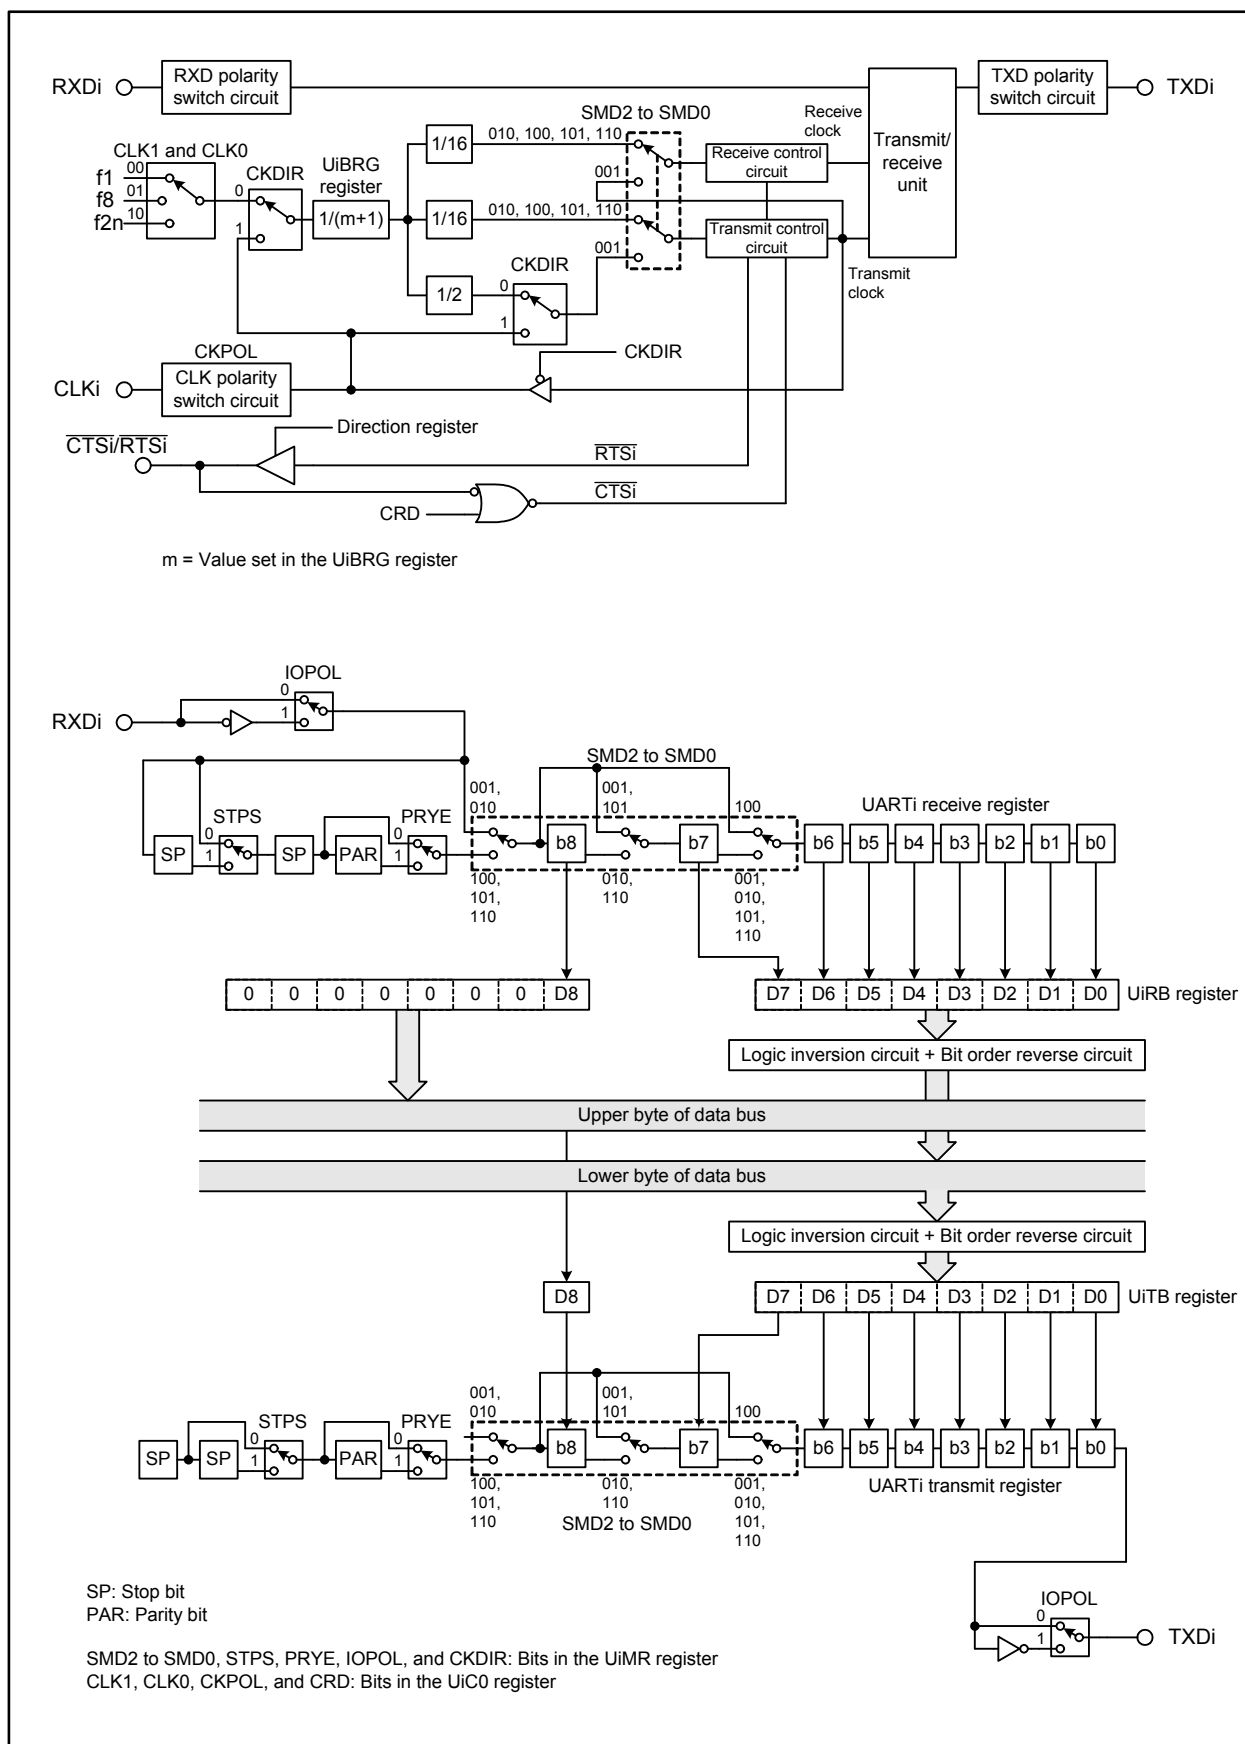 RXDi
RXD polarity
switch circuit
TXD polarity
switch circuit
TXDi
SMD2 to SMD0
Receive
clock
Transmit/
receive
unit
CLK1 and CLK0
f1
00
f8
01
f2n
10
CKDIR
0
1
UiBRG
register
1/(m+1)
1/16
010, 100, 101, 110
001
Receive control
circuit
1/16
010, 100, 101, 110
001
Transmit control
circuit
Transmit
clock
1/2
CKDIR
0
1
CKPOL
CKDIR
CLKi
CLK polarity
switch circuit
Direction register
CTSi/RTSi
RTSi
CTSi
CRD
m = Value set in the UiBRG register
IOPOL
0
1
RXDi
SMD2 to SMD0
001,
010
001,
101
100
UARTi receive register
STPS
PRYE
SP
0
1
SP
PAR
0
1
b8
b7
b6
b5
b4
b3
b2
b1
b0
100,
101,
110
010,
110
001,
010,
101,
110
0
0
0
0
0
0
0
D8
D7
D6
D5
D4
D3
D2
D1
D0
UiRB register
Logic inversion circuit + Bit order reverse circuit
Upper byte of data bus
Lower byte of data bus
Logic inversion circuit + Bit order reverse circuit
D8
D7
D6
D5
D4
D3
D2
D1
D0
UiTB register
001,
010
001,
101
100
STPS
PRYE
SP
SP
0
1
PAR
0
1
b8
b7
b6
b5
b4
b3
b2
b1
b0
100,
101,
110
010,
110
001,
010,
101,
110
SMD2 to SMD0
UARTi transmit register
SP: Stop bit
PAR: Parity bit
IOPOL
0
1
TXDi
SMD2 to SMD0, STPS, PRYE, IOPOL, and CKDIR: Bits in the UiMR register
CLK1, CLK0, CKPOL, and CRD: Bits in the UiC0 register